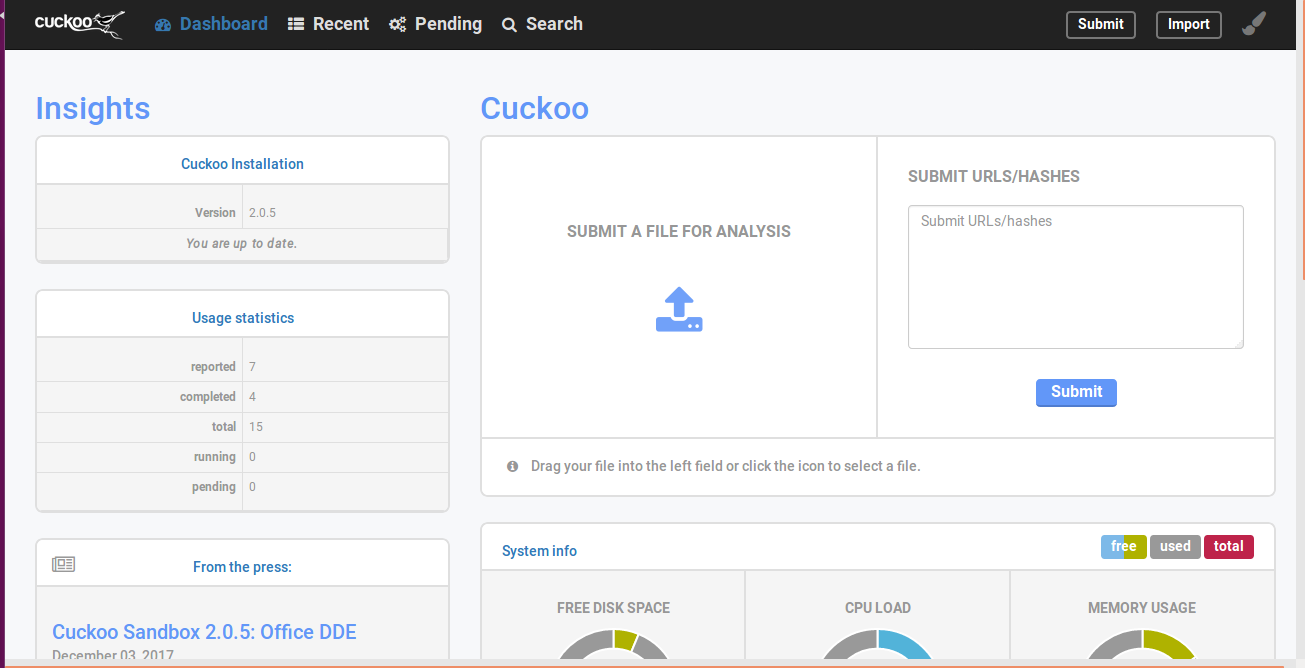 cuckoo Dashboard Recent Pending Search Submit Import
Insights
Cuckoo Installation
Version 2.0.5
You are up to date.
Usage statistics
reported 7
completed 4
total 15
running 0
pending 0
From the press:
Cuckoo Sandbox 2.0.5: Office DDE
December 03, 2017
Cuckoo
SUBMIT A FILE FOR ANALYSIS
SUBMIT URLS/HASHES
Submit URLs/hashes
Submit
Drag your file into the left field or click the icon to select a file.
System info free used total
FREE DISK SPACE CPU LOAD MEMORY USAGE